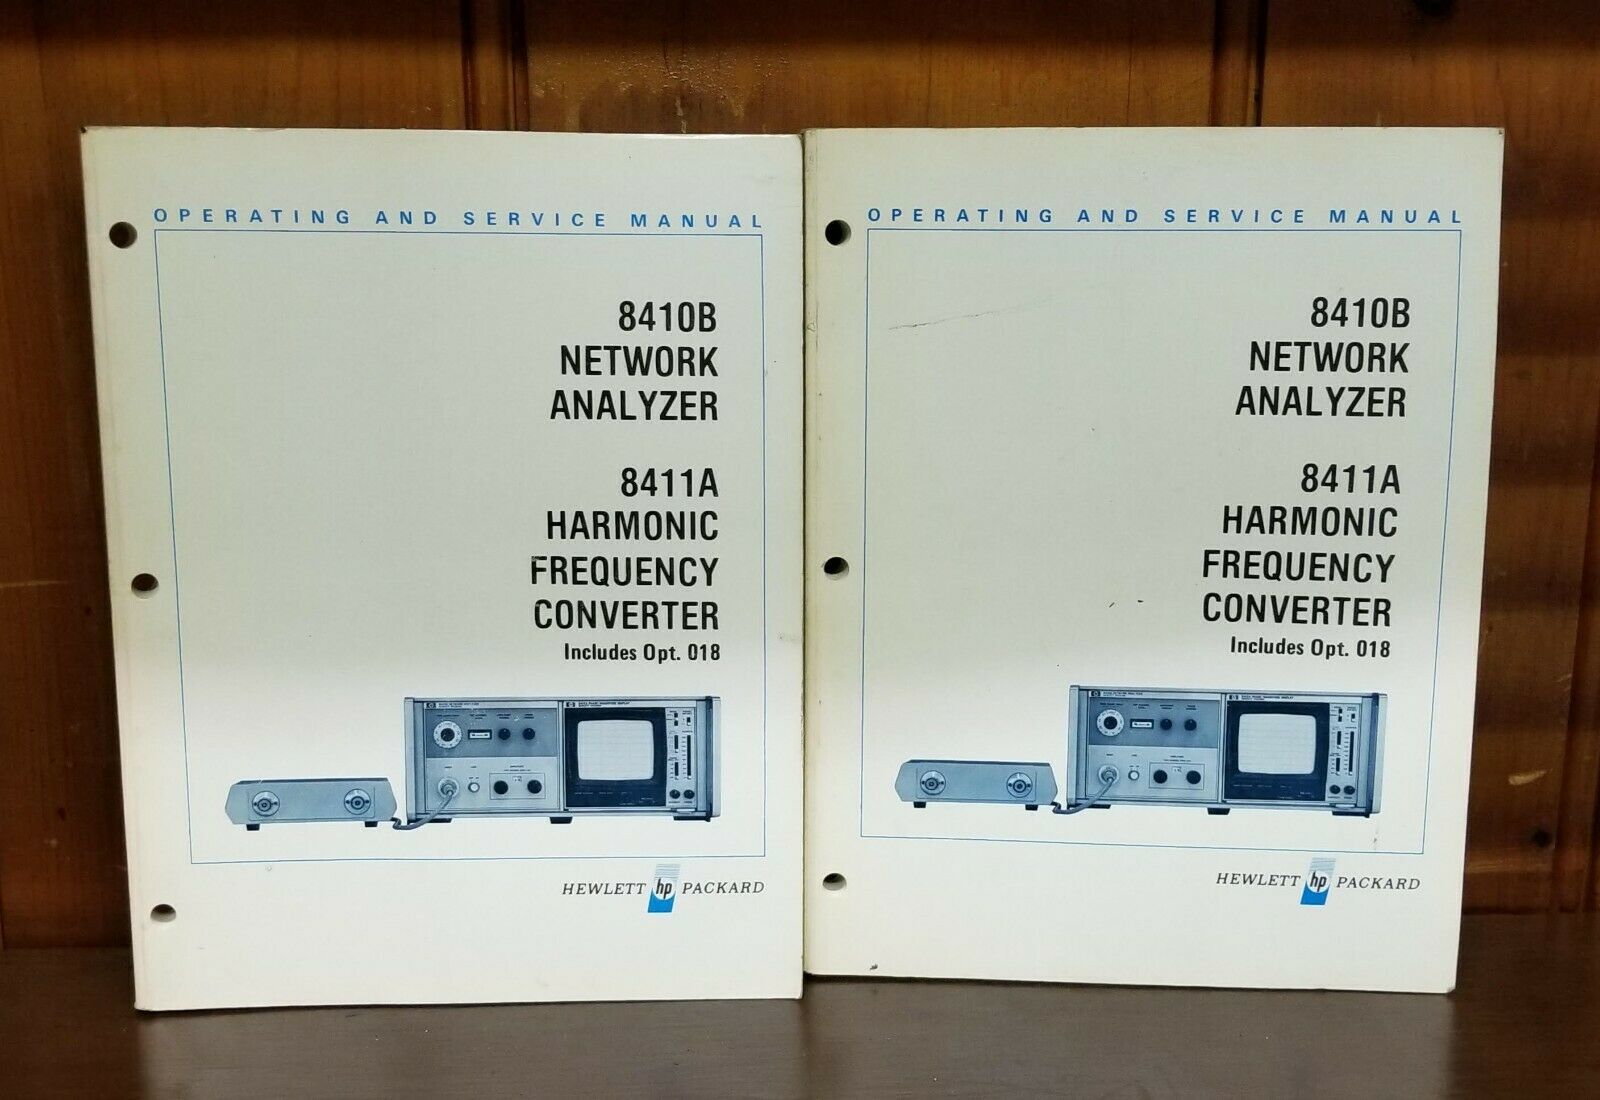 OPERATING AND SERVICE MANUAL
8410B
NETWORK
ANALYZER
8411A
HARMONIC
FREQUENCY
CONVERTER
Includes Opt. 018
HEWLETT hp PACKARD
OPERATING AND SERVICE MANUAL
8410B
NETWORK
ANALYZER
8411A
HARMONIC
FREQUENCY
CONVERTER
Includes Opt. 018
HEWLETT hp PACKARD